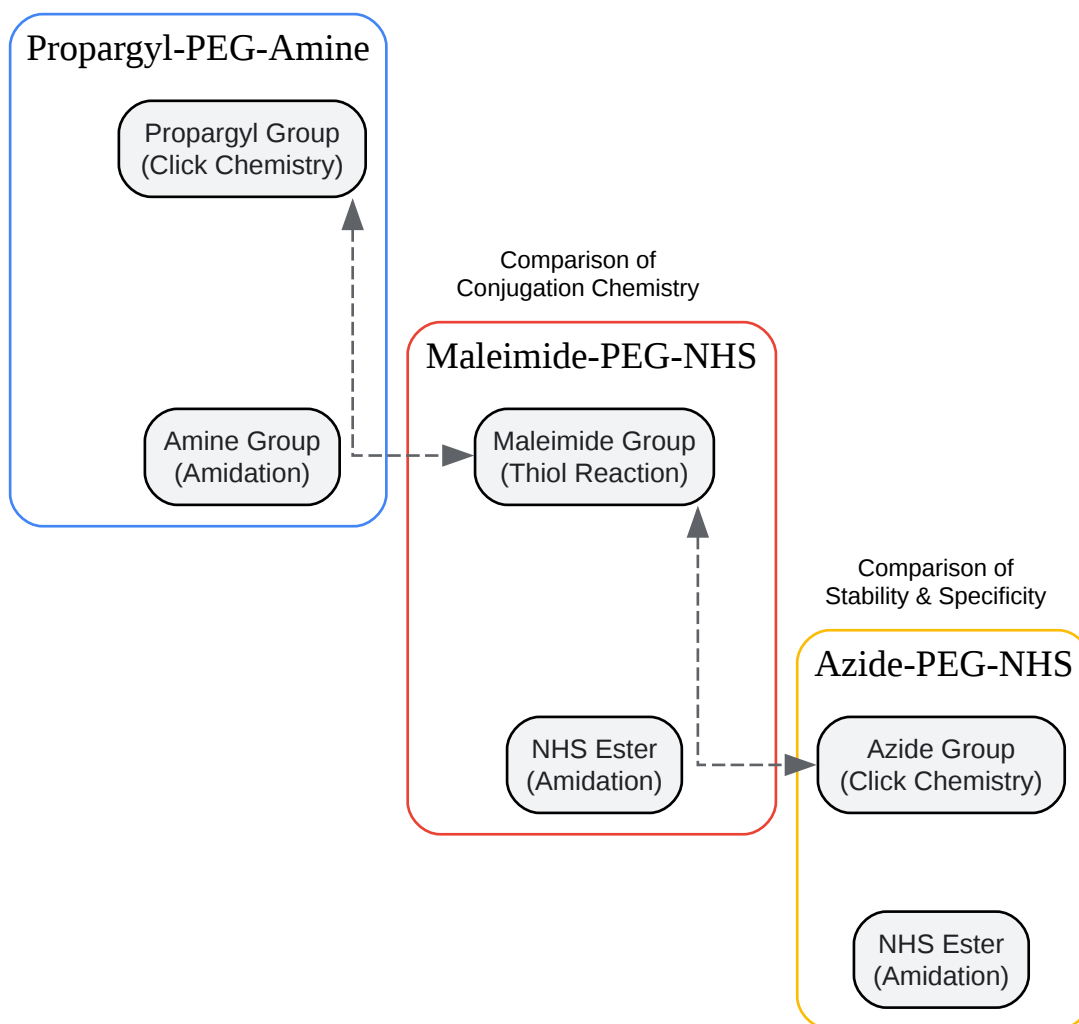 Propargyl-PEG-Amine
Propargyl Group
(Click Chemistry)
Amine Group
(Amidation)
Comparison of
Conjugation Chemistry
Maleimide-PEG-NHS
Maleimide Group
(Thiol Reaction)
NHS Ester
(Amidation)
Comparison of
Stability & Specificity
Azide-PEG-NHS
Azide Group
(Click Chemistry)
NHS Ester
(Amidation)